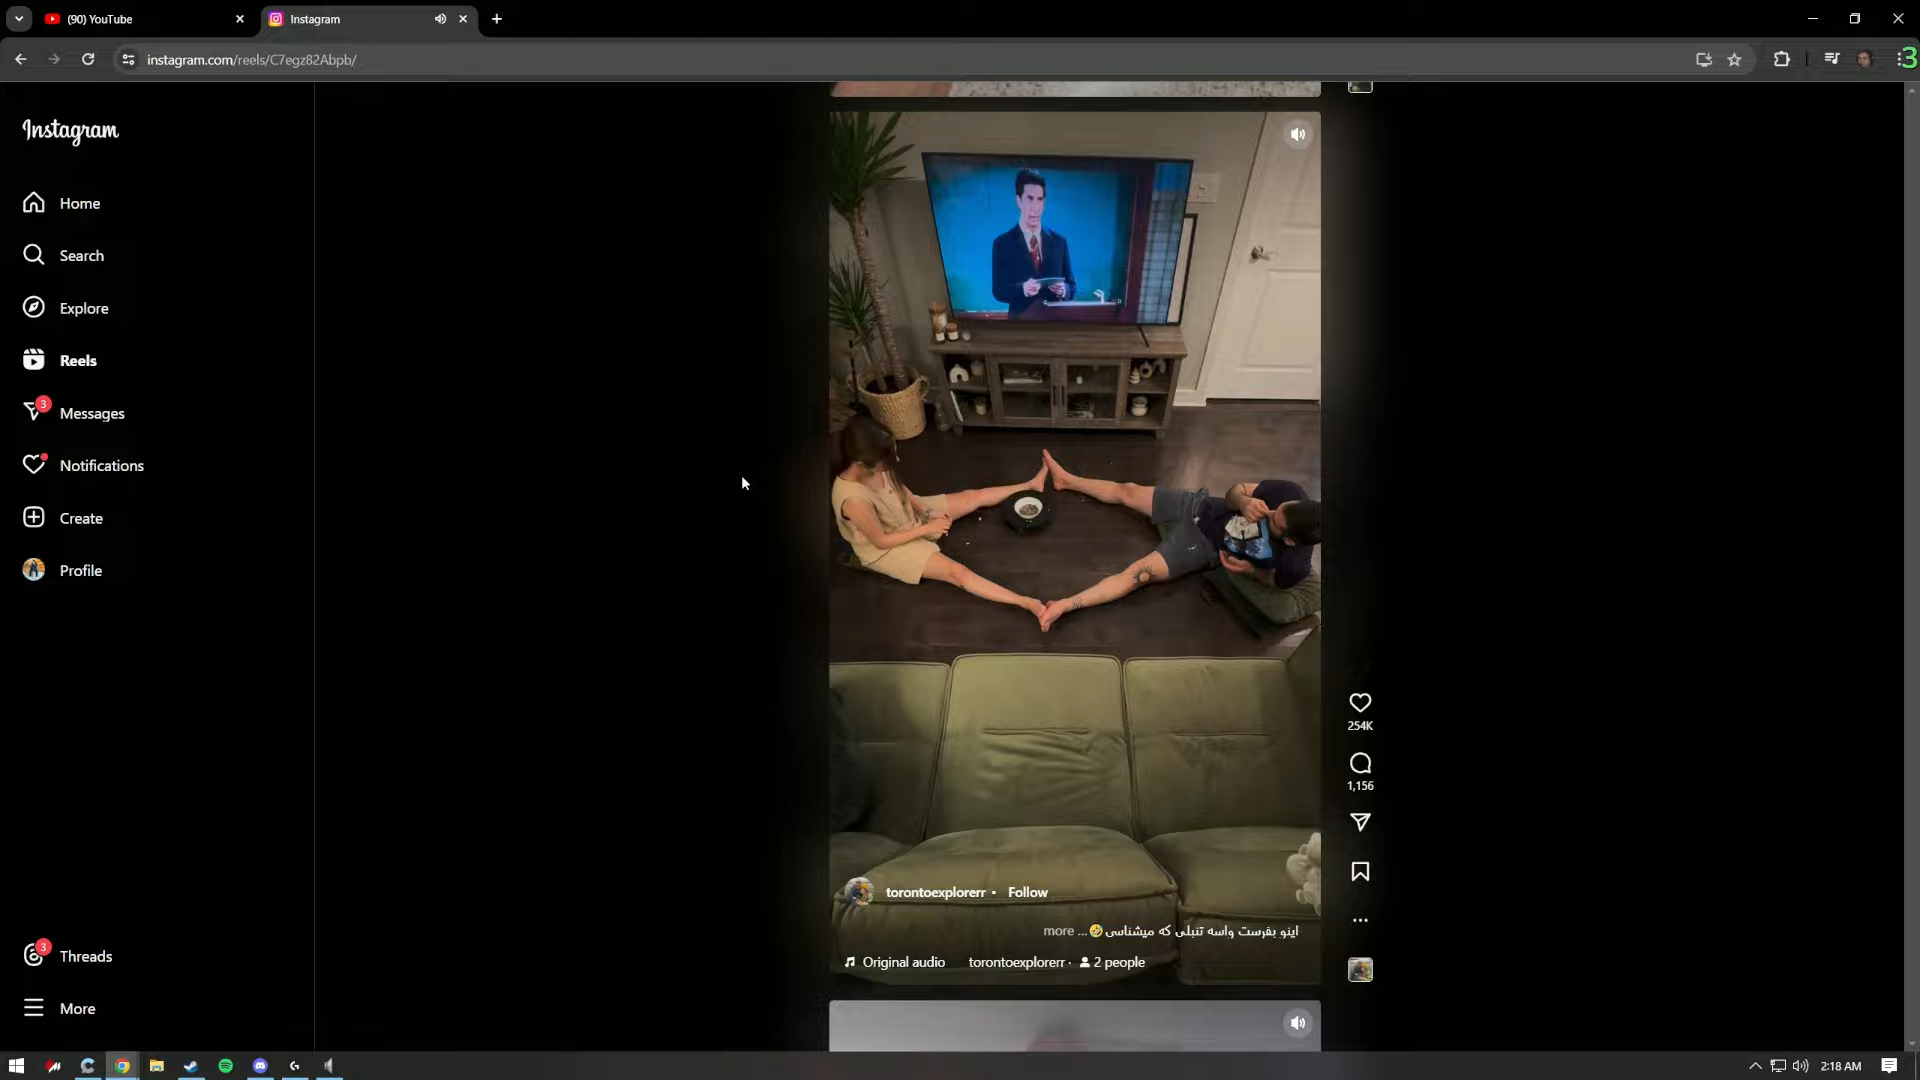 (90) YouTube
Instagram
instagram.com/reels/C7egz82Abpb/
3
Instagram
Home
Search
Explore
Reels
3
Messages
Notifications
Create
Profile
254K
1,156
torontoexplorerr • Follow
اینو بفرست واسه تنبلی که میشناسی🤣... more
Original audio torontoexplorerr · 2 people
3
Threads
More
2:18 AM